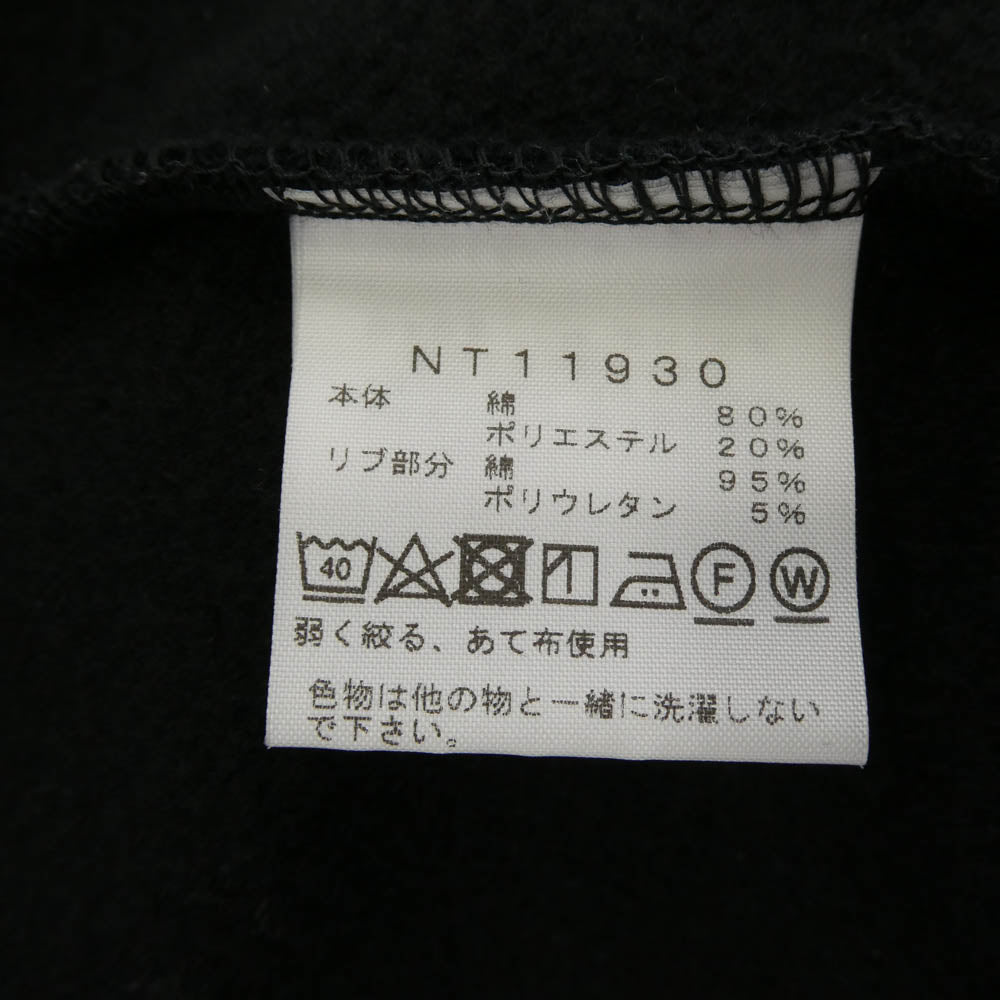 NT11930
本体 綿 80%
ポリエステル 20%
リブ部分 綿 95%
ポリウレタン 5%
40 F W
弱く絞る、あて布使用
色物は他の物と一緒に洗濯しない
で下さい。